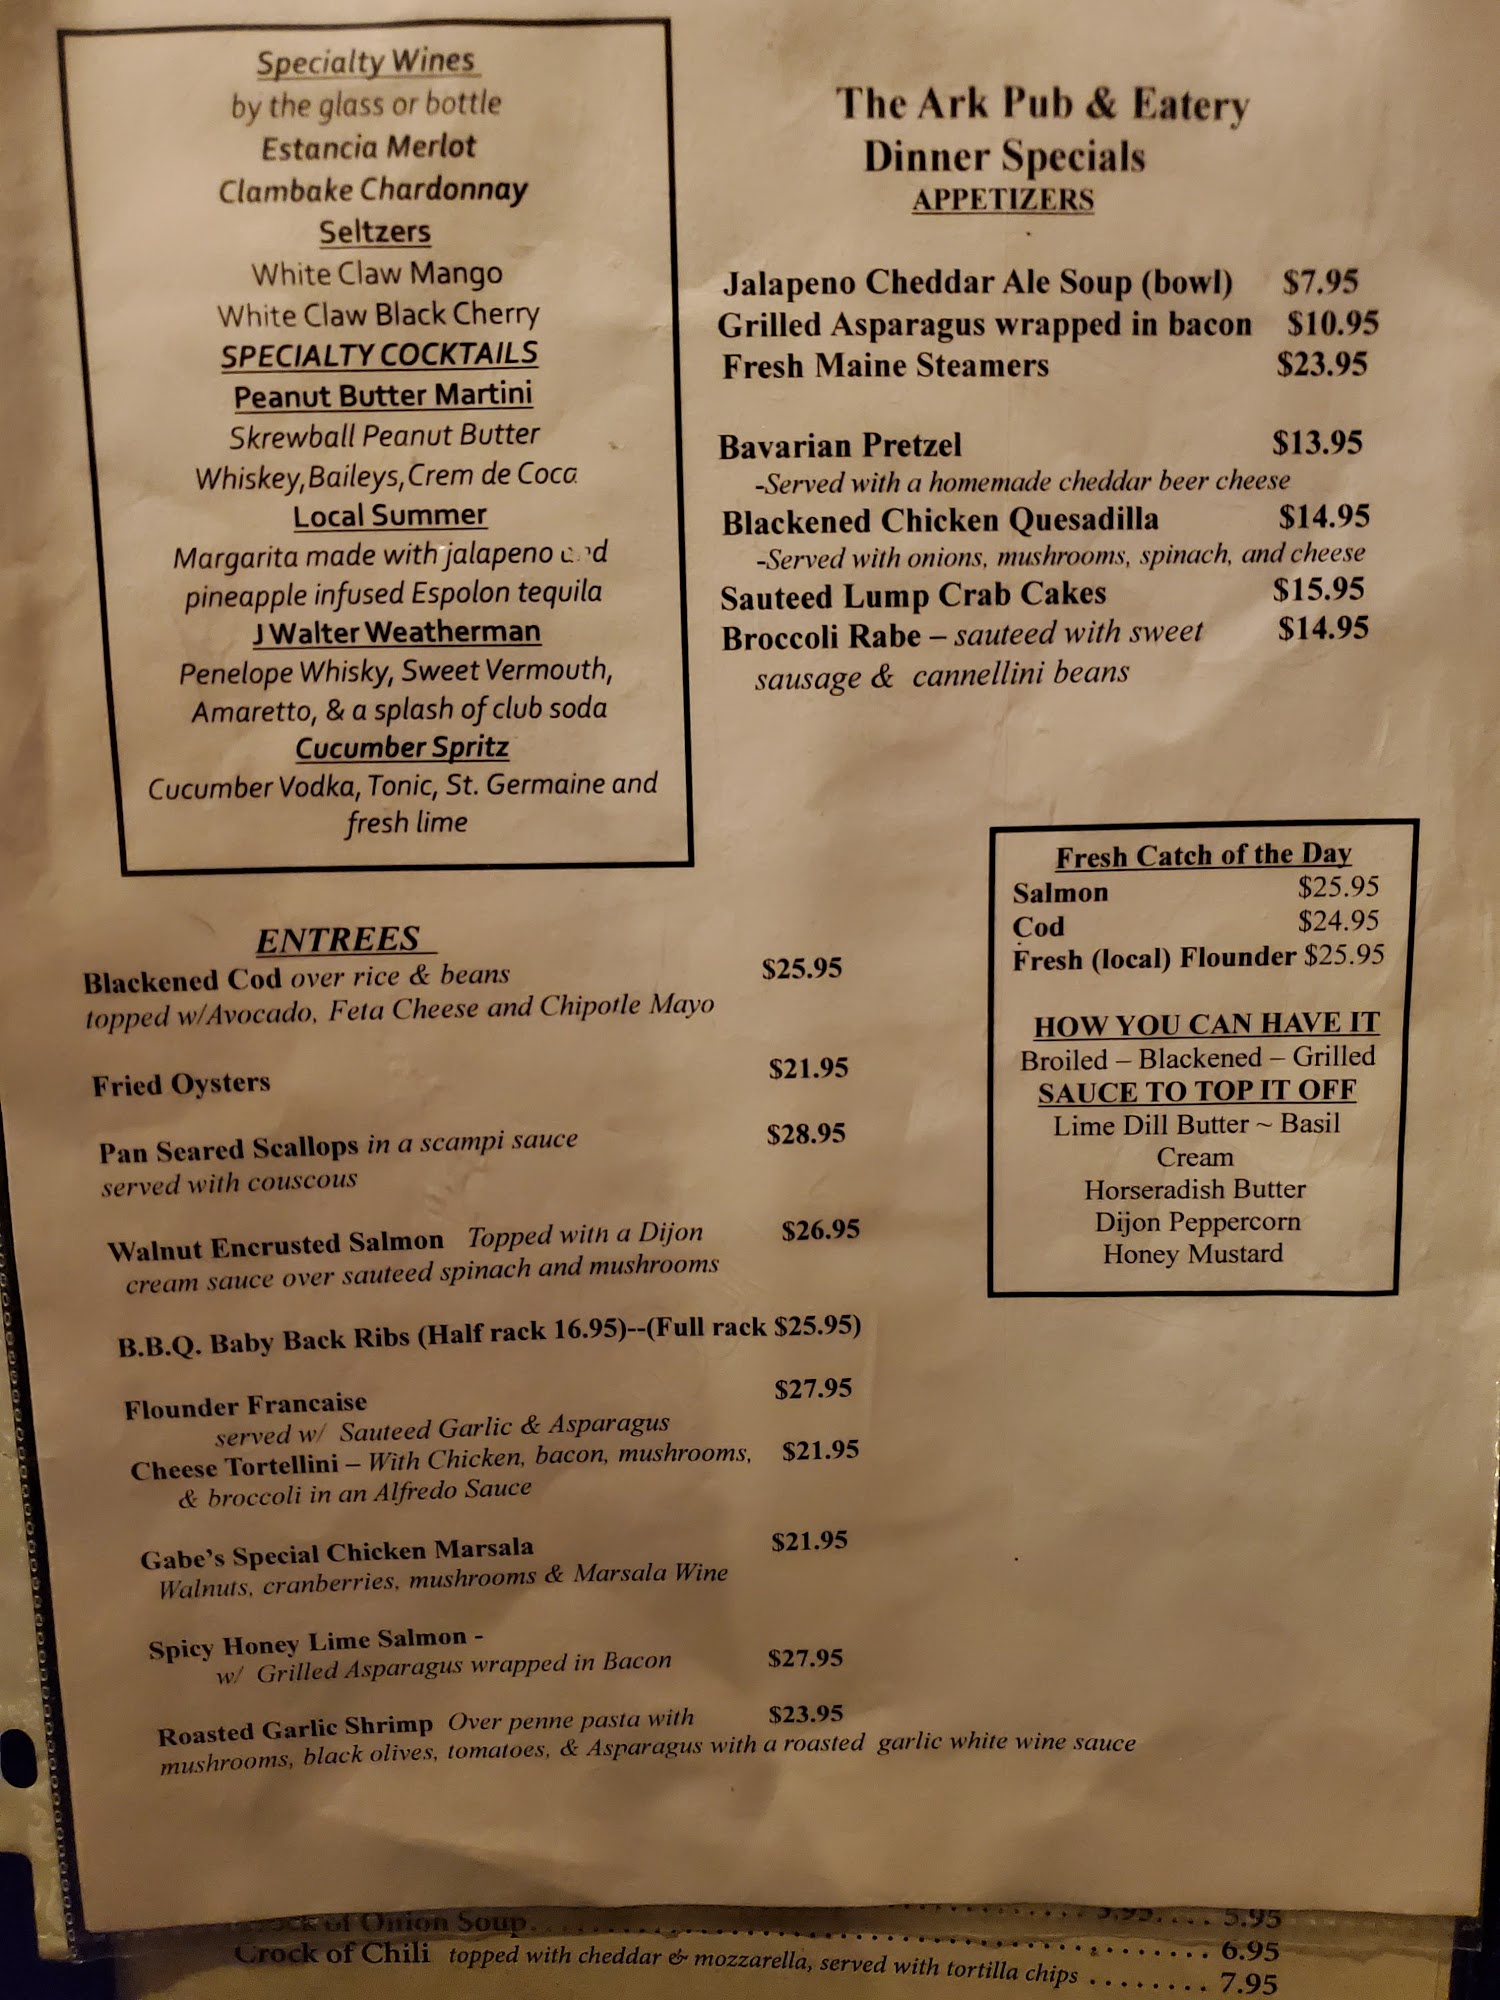 Specialty Wines
by the glass or bottle
Estancia Merlot
Clambake Chardonnay
Seltzers
White Claw Mango
White Claw Black Cherry
SPECIALTY COCKTAILS
Peanut Butter Martini
Skrewball Peanut Butter
Whiskey,Baileys,Crem de Coca
Local Summer
Margarita made with jalapeno and
pineapple infused Espolon tequila
J Walter Weatherman
Penelope Whisky, Sweet Vermouth,
Amaretto, & a splash of club soda
Cucumber Spritz
Cucumber Vodka, Tonic, St. Germaine and
fresh lime
The Ark Pub & Eatery
Dinner Specials
APPETIZERS
Jalapeno Cheddar Ale Soup (bowl) $7.95
Grilled Asparagus wrapped in bacon $10.95
Fresh Maine Steamers $23.95
Bavarian Pretzel $13.95
-Served with a homemade cheddar beer cheese
Blackened Chicken Quesadilla $14.95
-Served with onions, mushrooms, spinach, and cheese
Sauteed Lump Crab Cakes $15.95
Broccoli Rabe – sauteed with sweet $14.95
sausage & cannellini beans
Fresh Catch of the Day
Salmon $25.95
Cod $24.95
Fresh (local) Flounder $25.95
HOW YOU CAN HAVE IT
Broiled – Blackened – Grilled
SAUCE TO TOP IT OFF
Lime Dill Butter ~ Basil
Cream
Horseradish Butter
Dijon Peppercorn
Honey Mustard
ENTREES
Blackened Cod over rice & beans $25.95
topped w/Avocado, Feta Cheese and Chipotle Mayo
Fried Oysters $21.95
Pan Seared Scallops in a scampi sauce $28.95
served with couscous
Walnut Encrusted Salmon Topped with a Dijon $26.95
cream sauce over sauteed spinach and mushrooms
B.B.Q. Baby Back Ribs (Half rack 16.95)--(Full rack $25.95)
Flounder Francaise $27.95
served w/ Sauteed Garlic & Asparagus
Cheese Tortellini – With Chicken, bacon, mushrooms, $21.95
& broccoli in an Alfredo Sauce
Gabe's Special Chicken Marsala $21.95
Walnuts, cranberries, mushrooms & Marsala Wine
Spicy Honey Lime Salmon -
w/ Grilled Asparagus wrapped in Bacon $27.95
Roasted Garlic Shrimp Over penne pasta with $23.95
mushrooms, black olives, tomatoes, & Asparagus with a roasted garlic white wine sauce
3.95.... 5.95
Crock of Onion Soup........ 6.95
Crock of Chili topped with cheddar & mozzarella, served with tortilla chips ........ 7.95